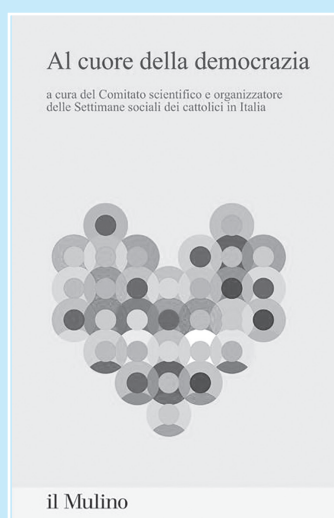 Al cuore della democrazia
a cura del Comitato scientifico e organizzatore
delle Settimane sociali dei cattolici in Italia
il Mulino